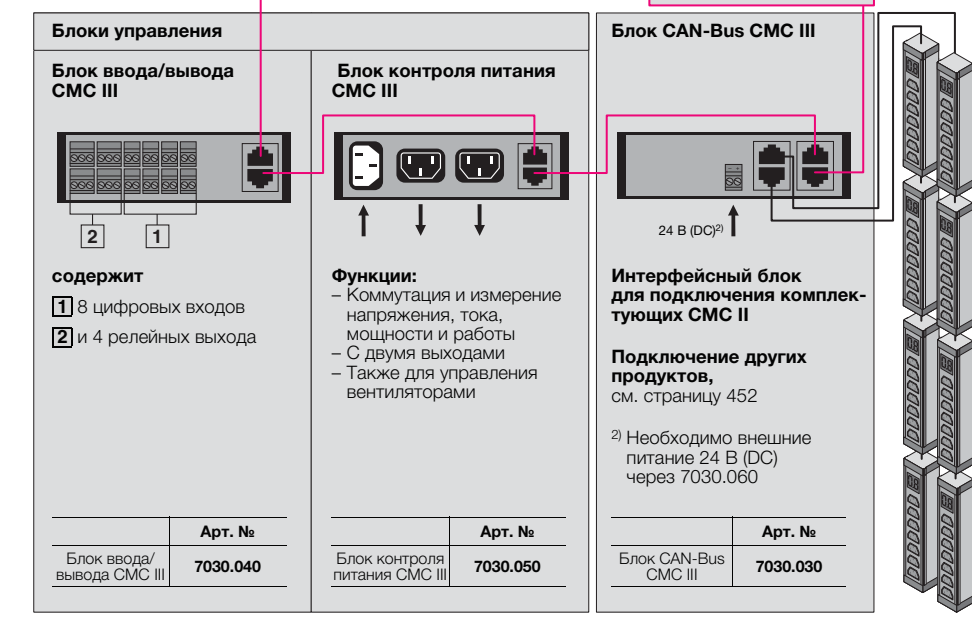 Блоки управления
Блок ввода/вывода
CMC III
2
1
содержит
1 8 цифровых входов
2 и 4 релейных выхода
Арт. №
Блок ввода/
вывода CMC III
7030.040
Блок контроля питания
CMC III
Функции:
– Коммутация и измерение
напряжения, тока,
мощности и работы
– С двумя выходами
– Также для управления
вентиляторами
Арт. №
Блок контроля
питания CMC III
7030.050
Блок CAN-Bus CMC III
24 В (DC)2)
Интерфейсный блок
для подключения комплек-
тующих CMC II
Подключение других
продуктов,
см. страницу 452
2) Необходимо внешние
питание 24 В (DC)
через 7030.060
Арт. №
Блок CAN-Bus
CMC III
7030.030